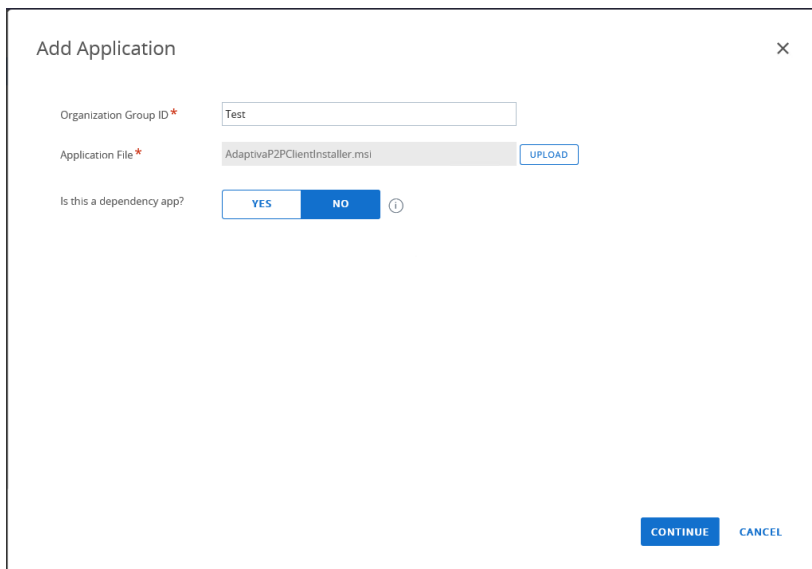 Add Application
Organization Group ID *
Test
Application File *
AdaptivaP2PClientInstaller.msi
UPLOAD
Is this a dependency app?
YES
NO
i
CONTINUE
CANCEL